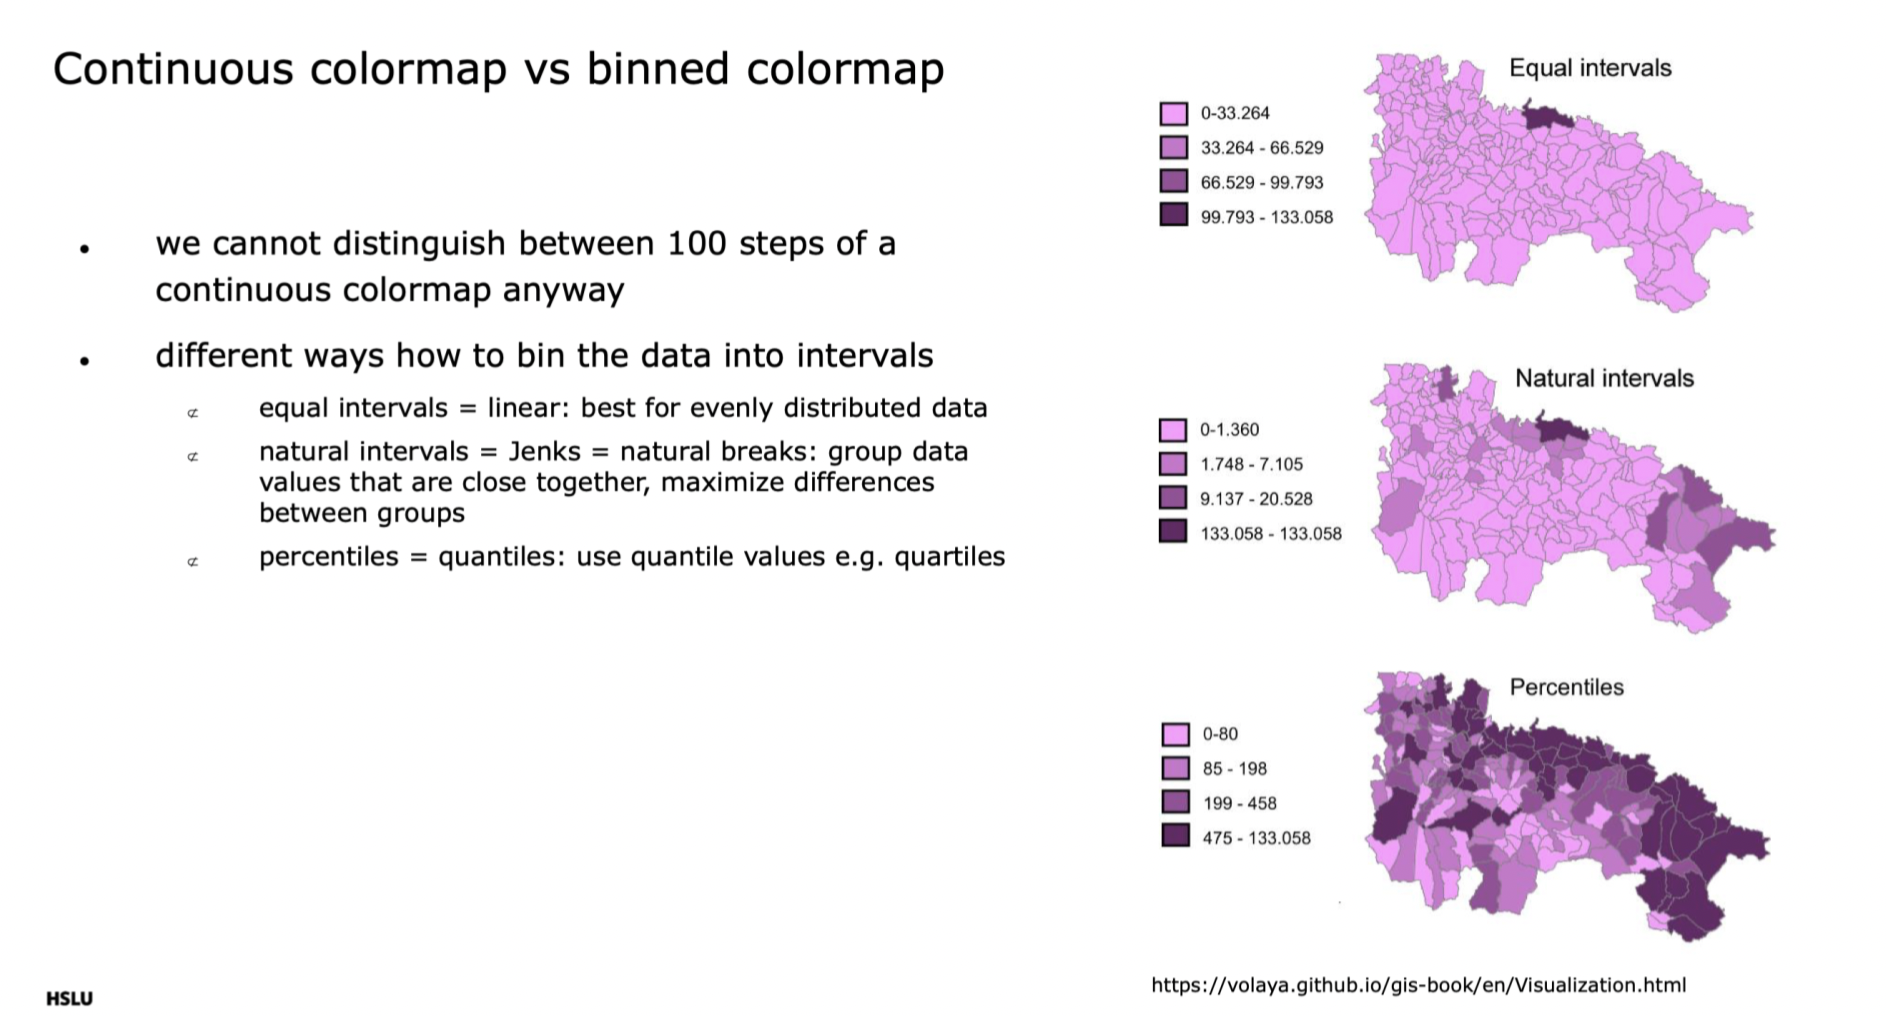 Continuous colormap vs binned colormap
• we cannot distinguish between 100 steps of a
continuous colormap anyway
• different ways how to bin the data into intervals
⊄ equal intervals = linear: best for evenly distributed data
⊄ natural intervals = Jenks = natural breaks: group data
values that are close together, maximize differences
between groups
⊄ percentiles = quantiles: use quantile values e.g. quartiles
Equal intervals
0-33.264
33.264 - 66.529
66.529 - 99.793
99.793 - 133.058
Natural intervals
0-1.360
1.748 - 7.105
9.137 - 20.528
133.058 - 133.058
Percentiles
0-80
85 - 198
199 - 458
475 - 133.058
https://volaya.github.io/gis-book/en/Visualization.html
HSLU